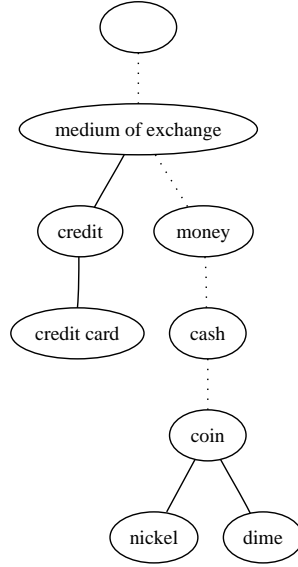 medium of exchange
credit
money
credit card
cash
coin
nickel
dime